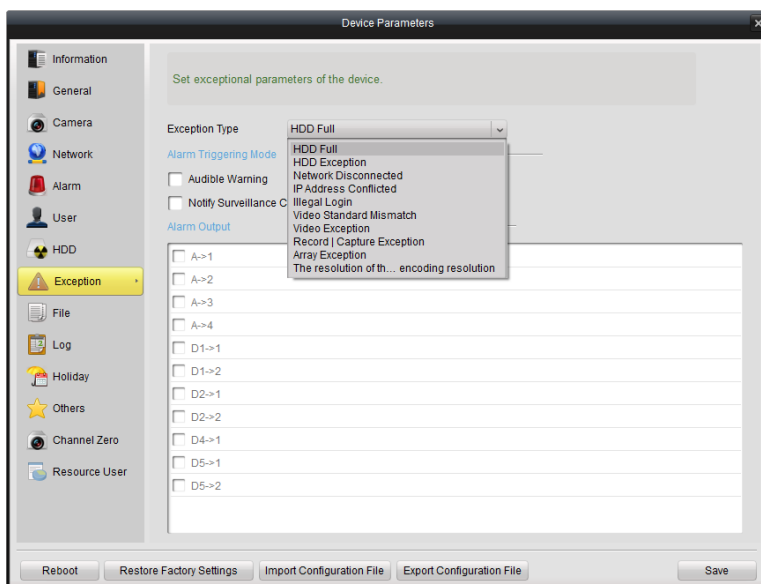 Device Parameters
Information
General
Camera
Network
Alarm
User
HDD
Exception
File
Log
Holiday
Others
Channel Zero
Resource User
Set exceptional parameters of the device.
Exception Type
HDD Full
HDD Full
HDD Exception
Network Disconnected
IP Address Conflicted
Illegal Login
Video Standard Mismatch
Video Exception
Record | Capture Exception
Array Exception
The resolution of th... encoding resolution
Alarm Triggering Mode
Audible Warning
Notify Surveillance C
Alarm Output
A->1
A->2
A->3
A->4
D1->1
D1->2
D2->1
D2->2
D4->1
D5->1
D5->2
Reboot
Restore Factory Settings
Import Configuration File
Export Configuration File
Save